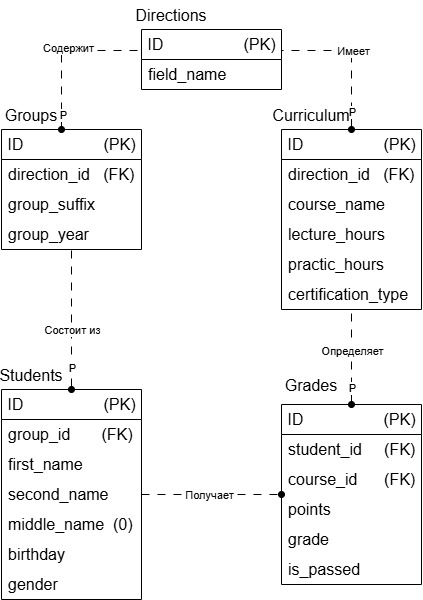 Directions
ID (PK)
field_name
Содержит
Имеет
Groups
P
ID (PK)
direction_id (FK)
group_suffix
group_year
Curriculum
P
ID (PK)
direction_id (FK)
course_name
lecture_hours
practic_hours
certification_type
Состоит из
Определяет
Students
P
ID (PK)
group_id (FK)
first_name
second_name
middle_name (0)
birthday
gender
Получает
Grades
P
ID (PK)
student_id (FK)
course_id (FK)
points
grade
is_passed